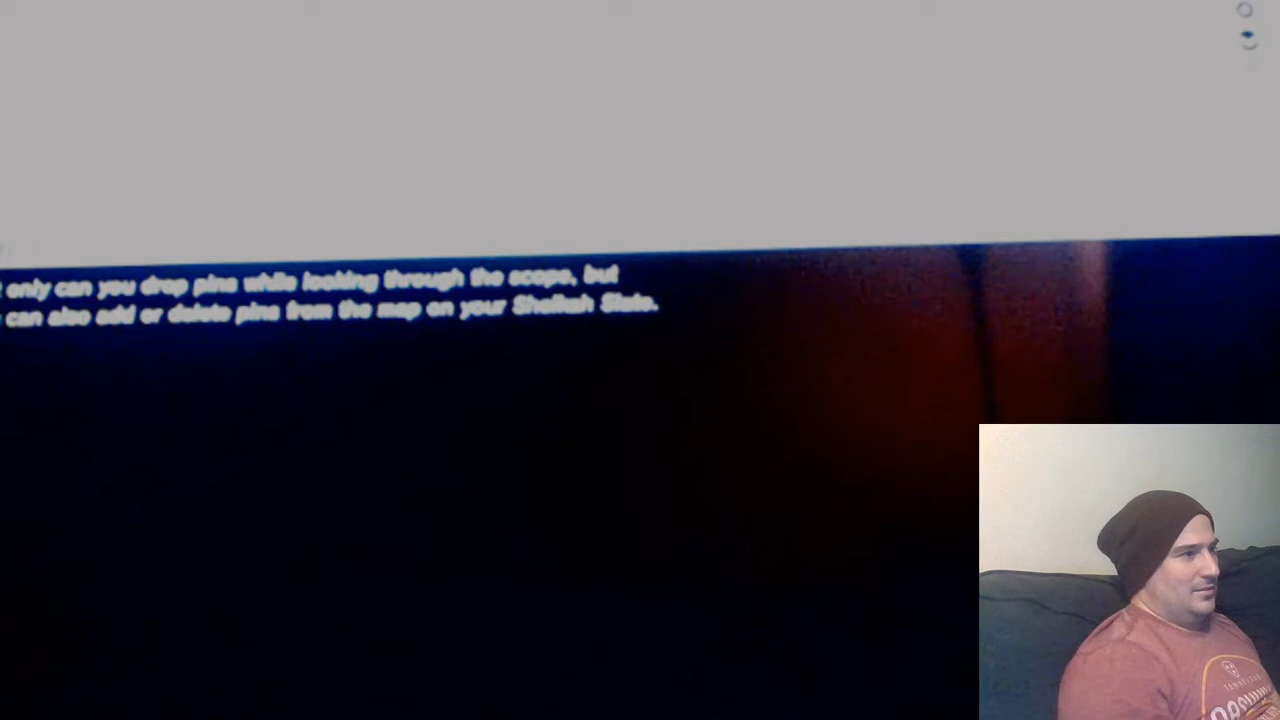 only can you drop pins while looking through the scope, but
can also add or delete pins from the map on your Sheikah Slate.